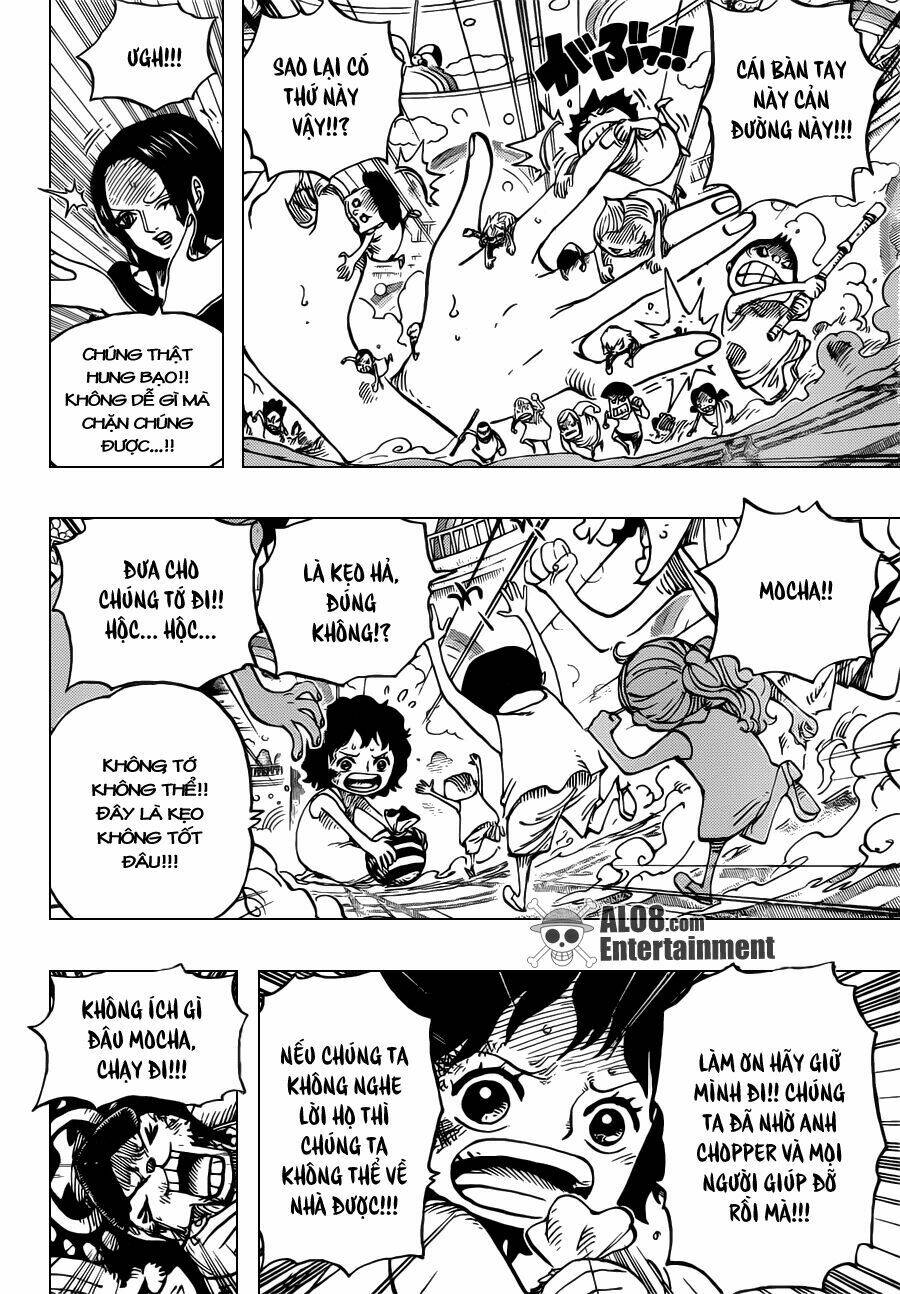 ƯGH!!!
SAO LẠI CÓ
THỨ NÀY
VẬY!!?
がぶっ!!
CÁI BÀN TAY
NÀY CẢN
ĐƯỜNG NÀY!!!
CHÚNG THẬT
HUNG BẠO!!
KHÔNG DỄ GÌ MÀ
CHẶN CHÚNG
ĐƯỢC...!!
ĐƯA CHO
CHÚNG TỚ ĐI!!
HỘC... HỘC...
LÀ KẸO HẢ,
ĐÚNG
KHÔNG!?
MOCHA!!
KHÔNG, TỚ
KHÔNG THỂ!!
ĐÂY LÀ KẸO
KHÔNG TỐT
ĐÂU!!!
ALO8.com
Entertainment
KHÔNG ÍCH GÌ
ĐÂU MOCHA,
CHẠY ĐI!!!
NẾU CHÚNG TA
KHÔNG NGHE
LỜI HỌ THÌ
CHÚNG TA
KHÔNG THỂ VỀ
NHÀ ĐƯỢC!!!
LÀM ƠN HÃY GIỮ
MÌNH ĐI!! CHÚNG
TA ĐÃ NHỜ ANH
CHOPPER VÀ MỌI
NGƯỜI GIÚP ĐỠ
RỒI MÀ!!!